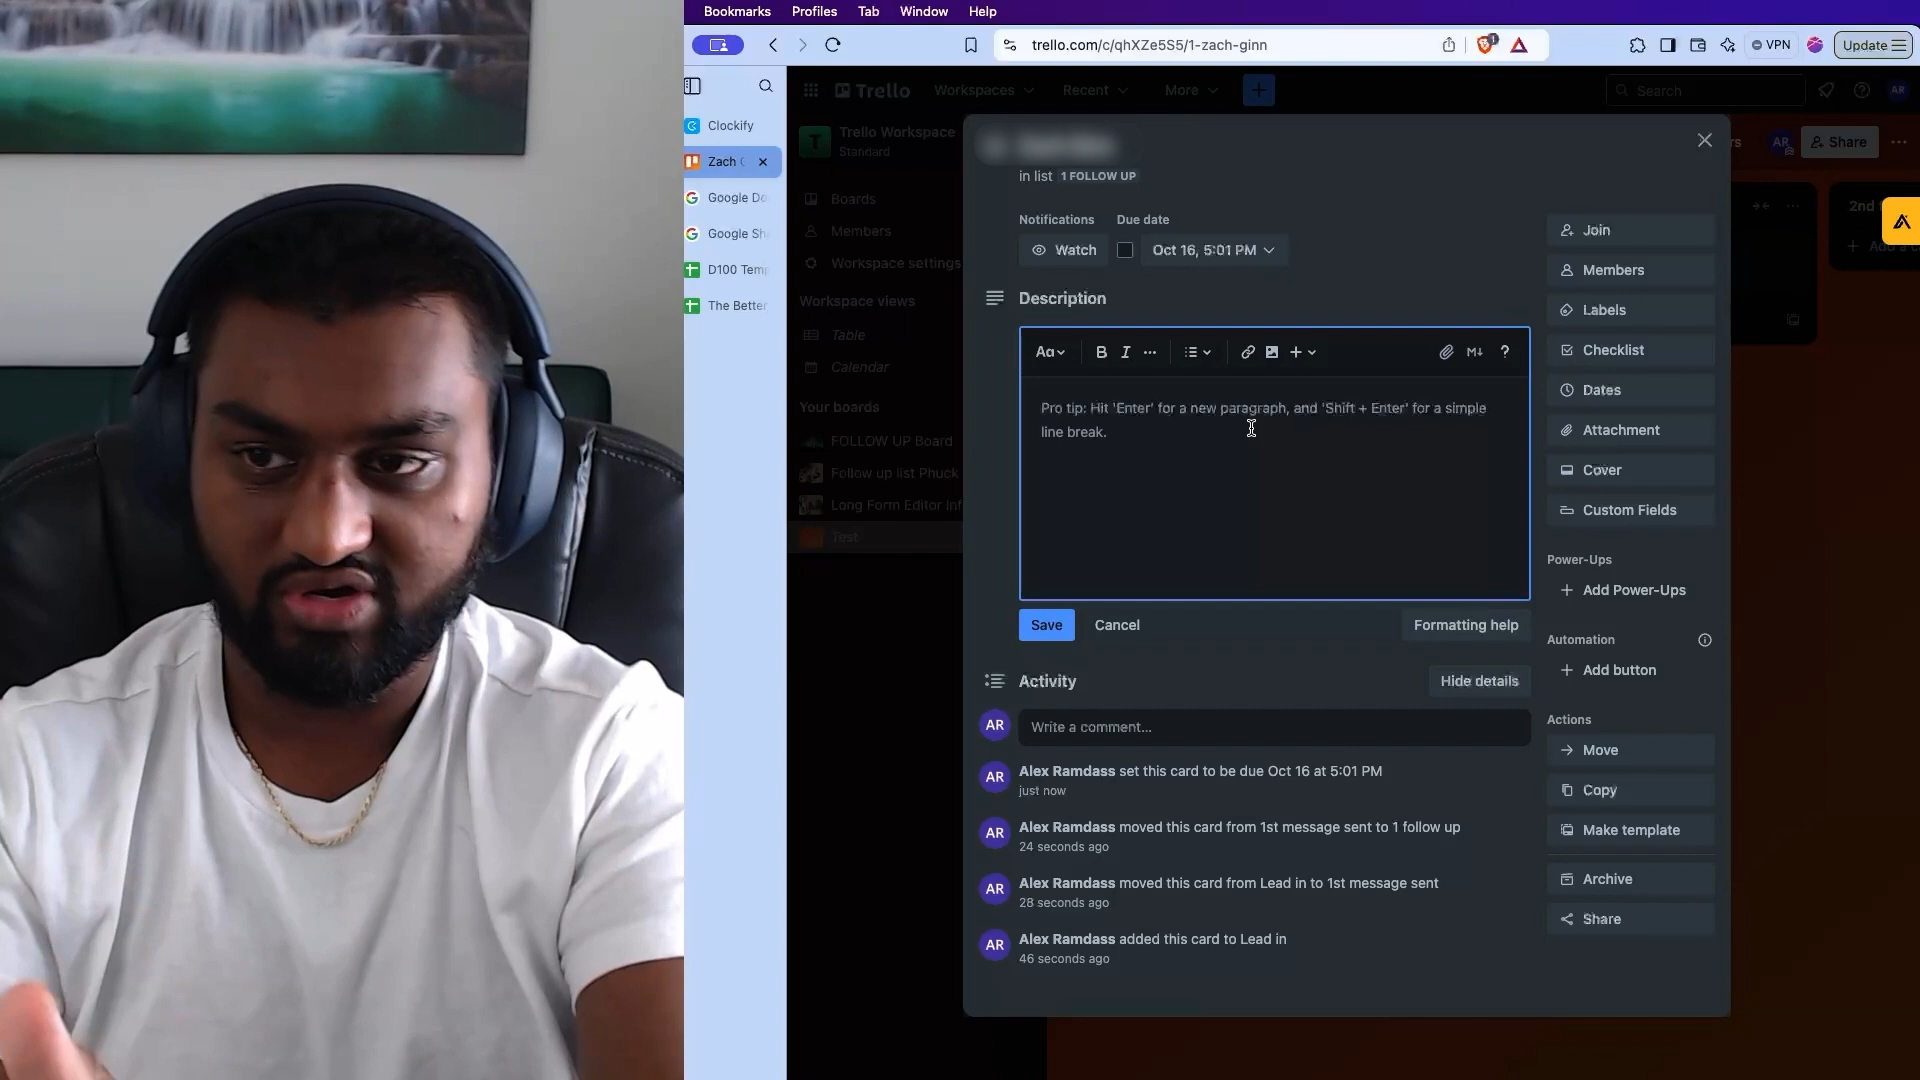 Bookmarks Profiles Tab Window Help
trello.com/c/qhXZe5S5/1-zach-ginn
1
VPN
Update
Clockify
Zach
Google Do
Google Sh
D100 Temp
The Better
Trello Workspaces Recent More
Search
AR
T Trello Workspace
Standard
Boards
Members
Workspace settings
Workspace views
Table
Calendar
Your boards
FOLLOW UP Board
Follow up list Phuck
Long Form Editor Inf
Test
rs AR Share
2nd
Add a c
in list 1 FOLLOW UP
Notifications Due date
Watch Oct 16, 5:01 PM
Description
Aa B I M ?
Pro tip: Hit 'Enter' for a new paragraph, and 'Shift + Enter' for a simple
line break.
Save Cancel Formatting help
Activity Hide details
AR Write a comment...
AR Alex Ramdass set this card to be due Oct 16 at 5:01 PM
just now
AR Alex Ramdass moved this card from 1st message sent to 1 follow up
24 seconds ago
AR Alex Ramdass moved this card from Lead in to 1st message sent
28 seconds ago
AR Alex Ramdass added this card to Lead in
46 seconds ago
Join
Members
Labels
Checklist
Dates
Attachment
Cover
Custom Fields
Power-Ups
Add Power-Ups
Automation
Add button
Actions
Move
Copy
Make template
Archive
Share